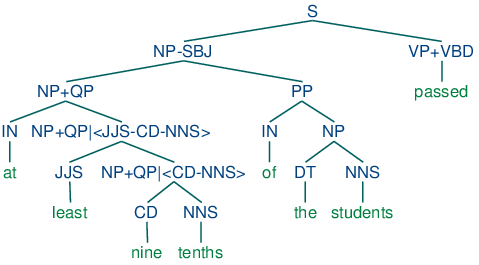 S
NP-SBJ VP+VBD
NP+QP PP passed
IN NP+QP|<JJS-CD-NNS> IN NP
at JJS NP+QP|<CD-NNS> of DT NNS
least CD NNS the students
nine tenths